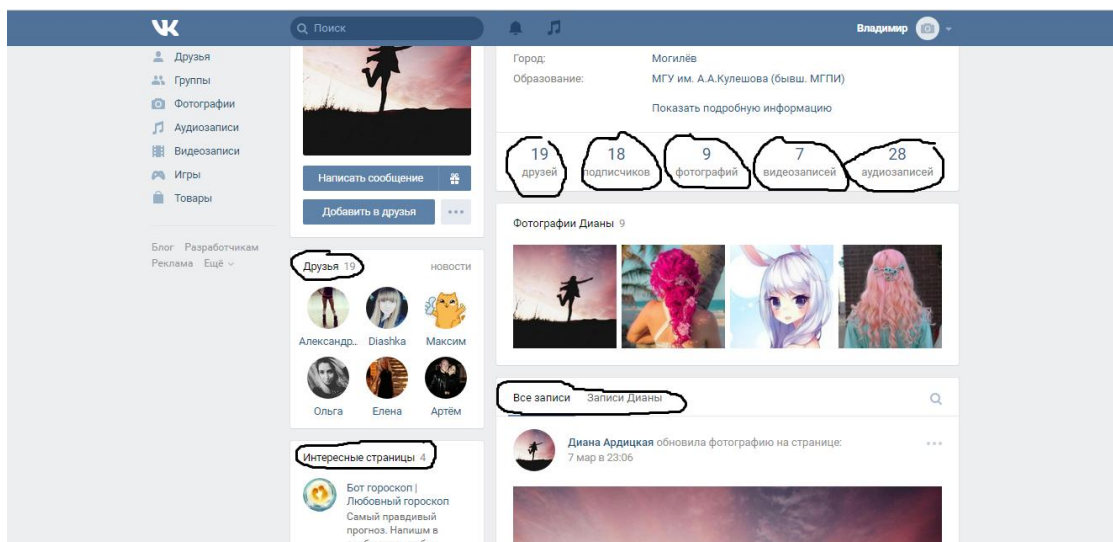 Поиск
Владимир
Друзья
Группы
Фотографии
Аудиозаписи
Видеозаписи
Игры
Товары
Блог Разработчикам
Реклама Ещё
Написать сообщение
Добавить в друзья
Друзья 19 новости
Александр.. Diashka Максим
Ольга Елена Артём
Интересные страницы 4
Бот гороскоп |
Любовный гороскоп
Самый правдивый
прогноз. Напишм в
Город: Могилёв
Образование: МГУ им. А.А.Кулешова (бывш. МГПИ)
Показать подробную информацию
19 18 9 7 28
друзей подписчиков фотографий видеозаписей аудиозаписей
Фотографии Дианы 9
Все записи Записи Дианы
Диана Ардицкая обновила фотографию на странице:
7 мар в 23:06